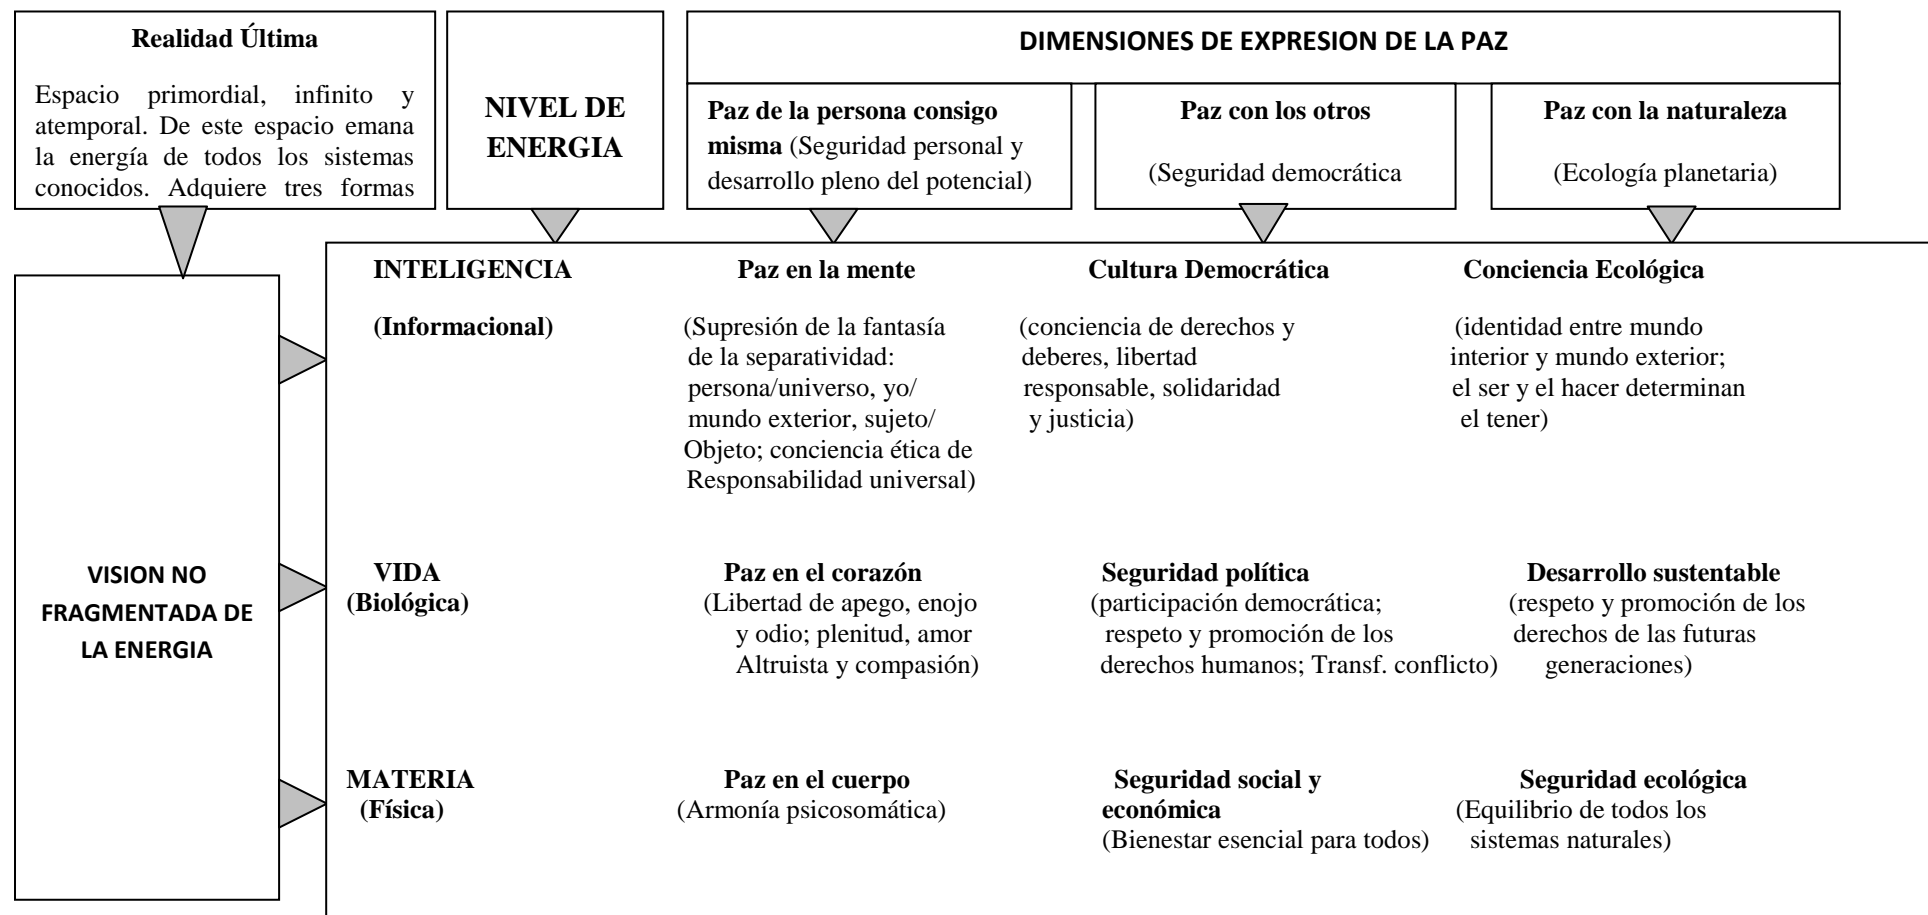 Realidad Última
Espacio primordial, infinito y
atemporal. De este espacio emana
la energía de todos los sistemas
conocidos. Adquiere tres formas
NIVEL DE
ENERGIA
DIMENSIONES DE EXPRESION DE LA PAZ
Paz de la persona consigo
misma (Seguridad personal y
desarrollo pleno del potencial)
Paz con los otros
(Seguridad democrática
Paz con la naturaleza
(Ecología planetaria)
VISION NO
FRAGMENTADA DE
LA ENERGIA
INTELIGENCIA
(Informacional)
Paz en la mente
(Supresión de la fantasía
de la separatividad:
persona/universo, yo/
mundo exterior, sujeto/
Objeto; conciencia ética de
Responsabilidad universal)
Cultura Democrática
(conciencia de derechos y
deberes, libertad
responsable, solidaridad
y justicia)
Conciencia Ecológica
(identidad entre mundo
interior y mundo exterior;
el ser y el hacer determinan
el tener)
VIDA
(Biológica)
Paz en el corazón
(Libertad de apego, enojo
y odio; plenitud, amor
Altruista y compasión)
Seguridad política
(participación democrática;
respeto y promoción de los
derechos humanos; Transf. conflicto)
Desarrollo sustentable
(respeto y promoción de los
derechos de las futuras
generaciones)
MATERIA
(Física)
Paz en el cuerpo
(Armonía psicosomática)
Seguridad social y
económica
(Bienestar esencial para todos)
Seguridad ecológica
(Equilibrio de todos los
sistemas naturales)